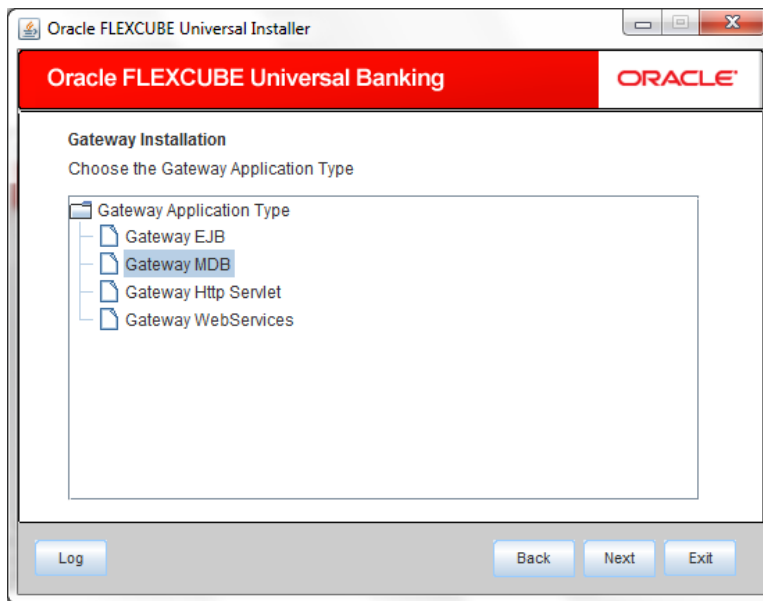 Oracle FLEXCUBE Universal Installer
Oracle FLEXCUBE Universal Banking
ORACLE®
Gateway Installation
Choose the Gateway Application Type
Gateway Application Type
Gateway EJB
Gateway MDB
Gateway Http Servlet
Gateway WebServices
Log
Back
Next
Exit